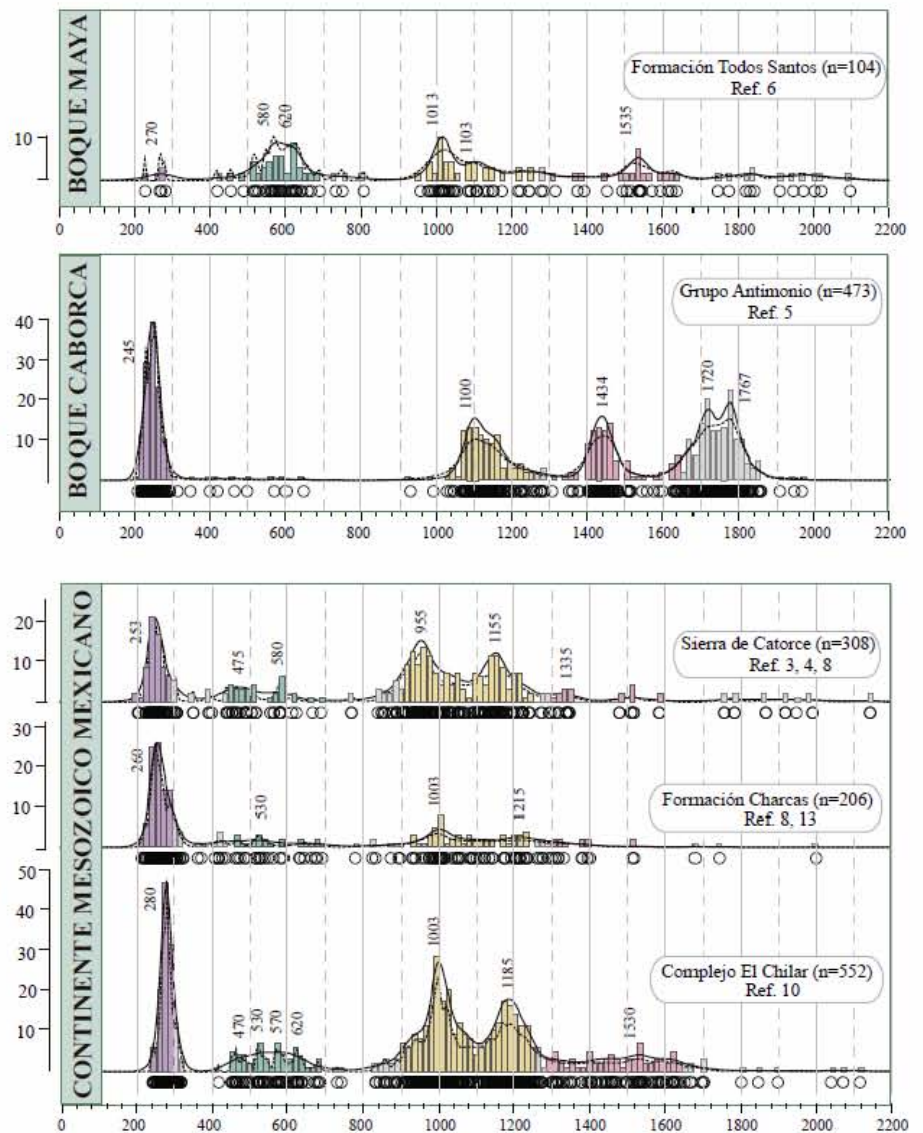 BOQUE MAYA
Formación Todos Santos (n=104)
Ref. 6
10
270
580
620
1013
1103
1535
0 200 400 600 800 1000 1200 1400 1600 1800 2000 2200
BOQUE CABORCA
Grupo Antimonio (n=473)
Ref. 5
40
30
20
10
245
1100
1434
1720
1767
0 200 400 600 800 1000 1200 1400 1600 1800 2000 2200
CONTINENTE MESOZOICO MEXICANO
Sierra de Catorce (n=308)
Ref. 3, 4, 8
20
10
253
475
580
955
1155
1335
Formación Charcas (n=206)
Ref. 8, 13
30
20
10
260
530
1003
1215
Complejo El Chilar (n=552)
Ref. 10
50
40
30
20
10
280
470
530
570
620
1003
1185
1530
0 200 400 600 800 1000 1200 1400 1600 1800 2000 2200